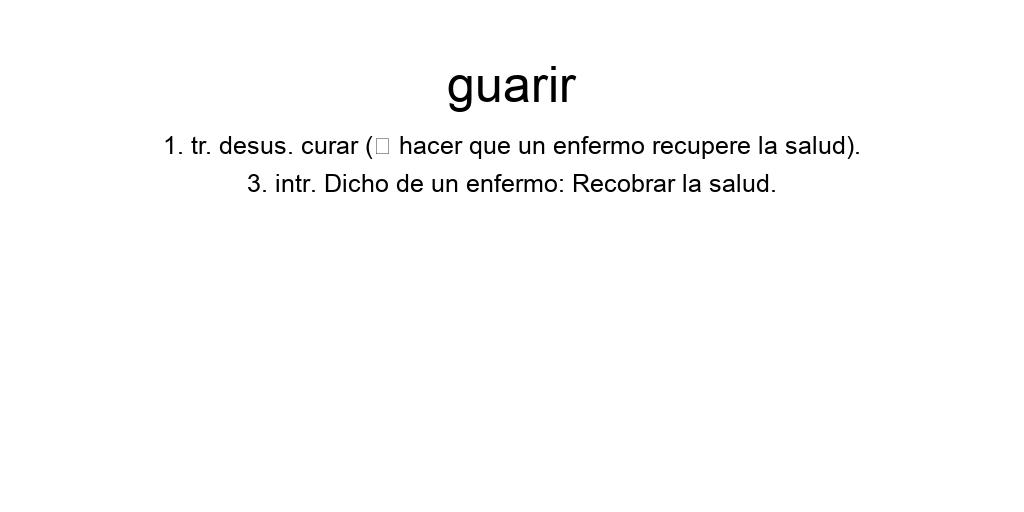 guarir
1. tr. desus. curar (□ hacer que un enfermo recupere la salud).
3. intr. Dicho de un enfermo: Recobrar la salud.